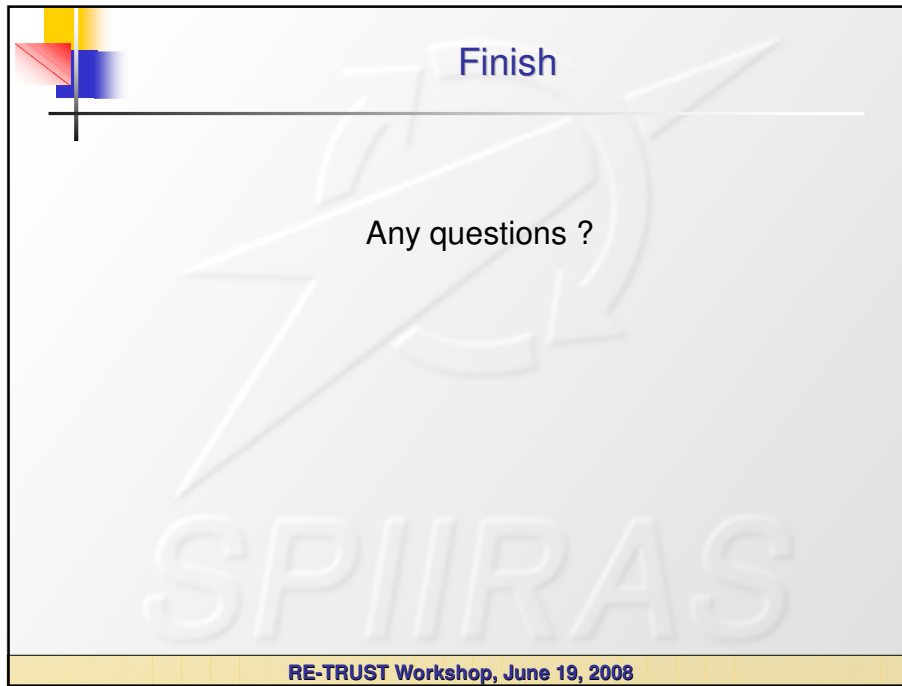 Finish
Any questions ?
SPIIRAS
RE-TRUST Workshop, June 19, 2008